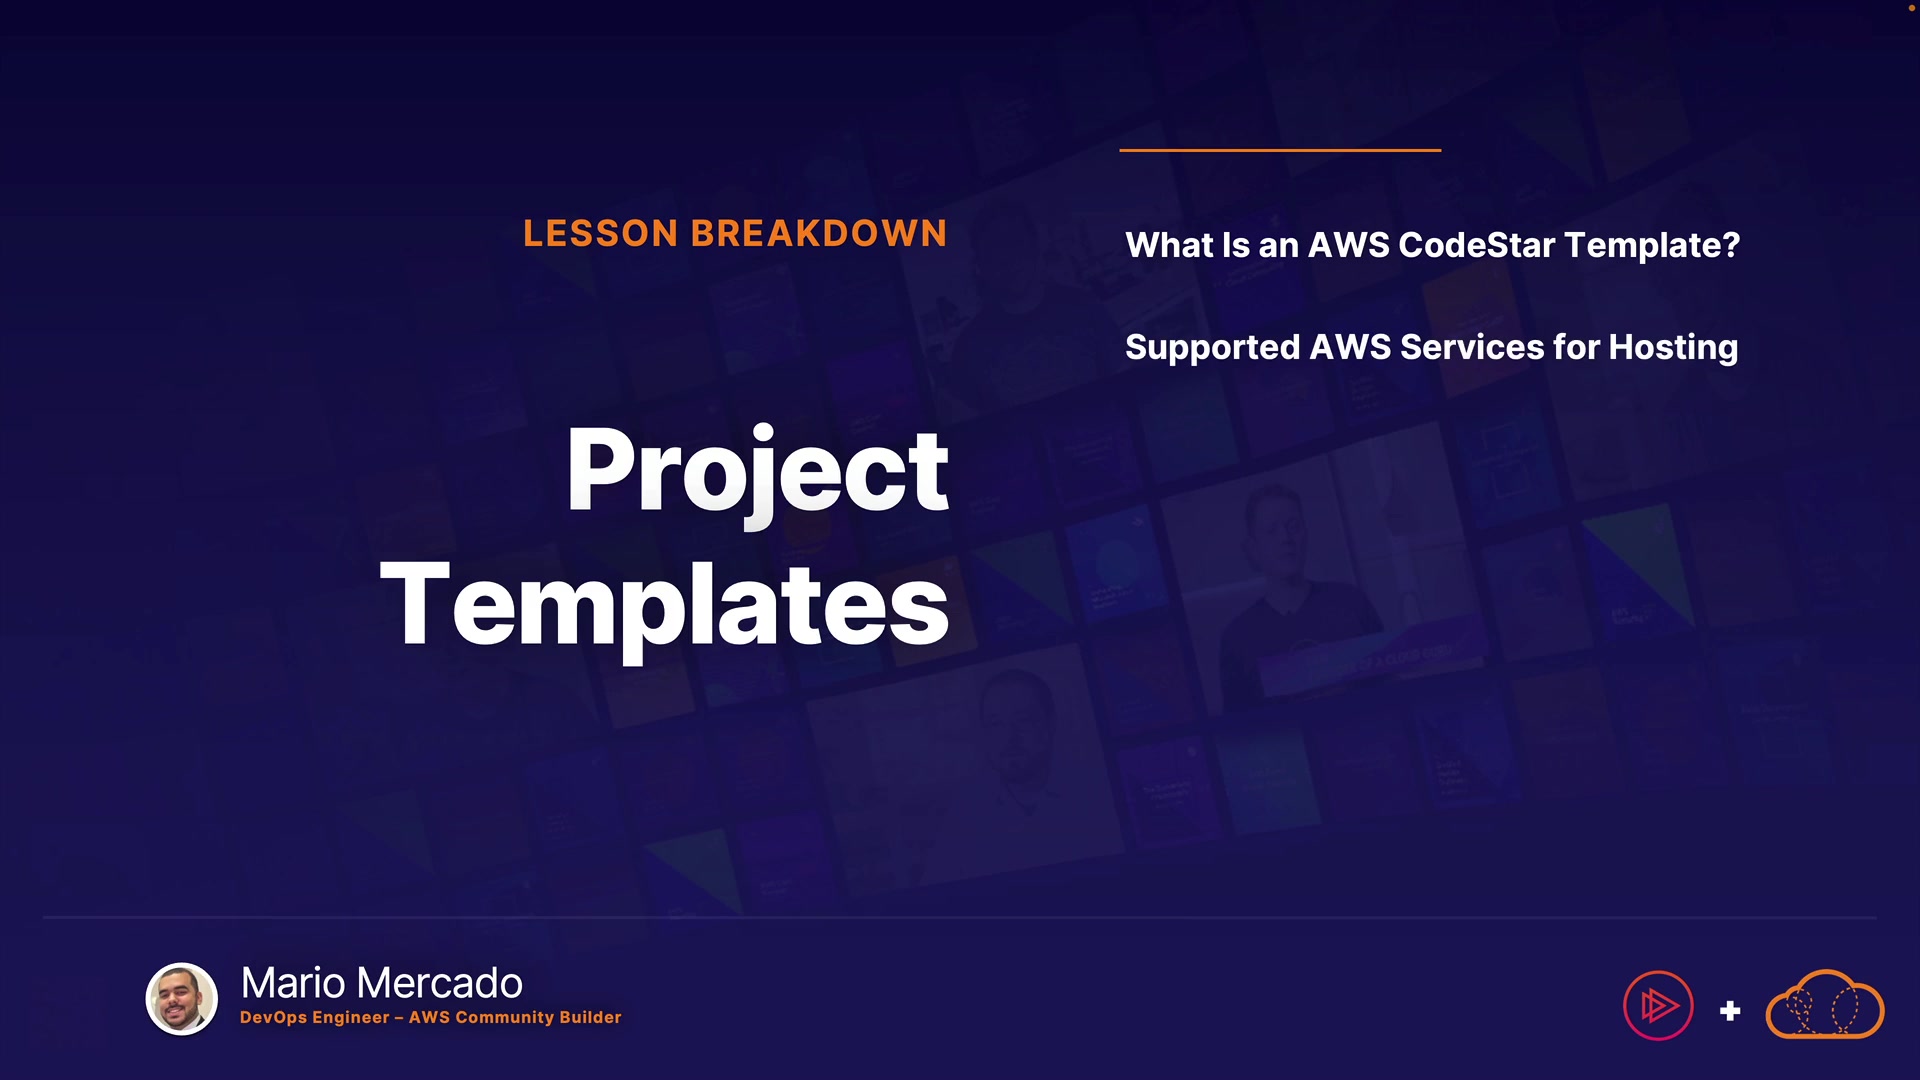 LESSON BREAKDOWN
Project
Templates
What Is an AWS CodeStar Template?
Supported AWS Services for Hosting
Mario Mercado
DevOps Engineer – AWS Community Builder